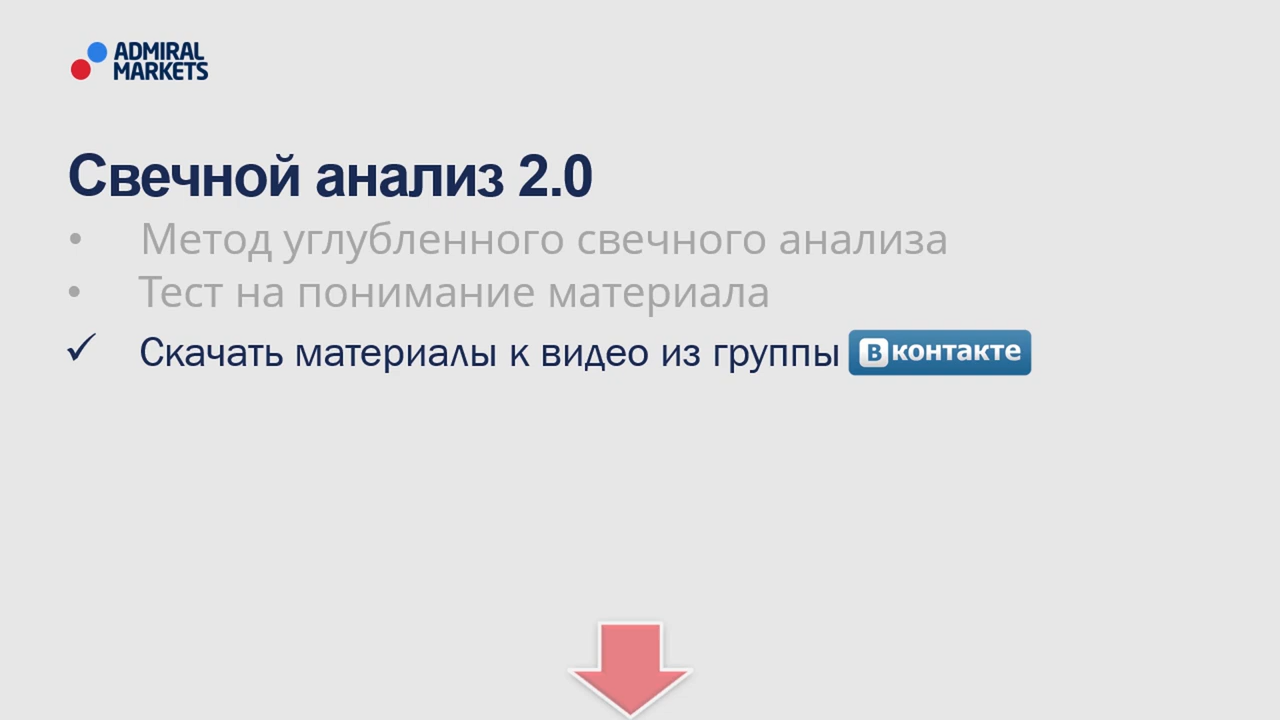 ADMIRAL
MARKETS
Свечной анализ 2.0
• Метод углубленного свечного анализа
• Тест на понимание материала
✓ Скачать материалы к видео из группы В контакте